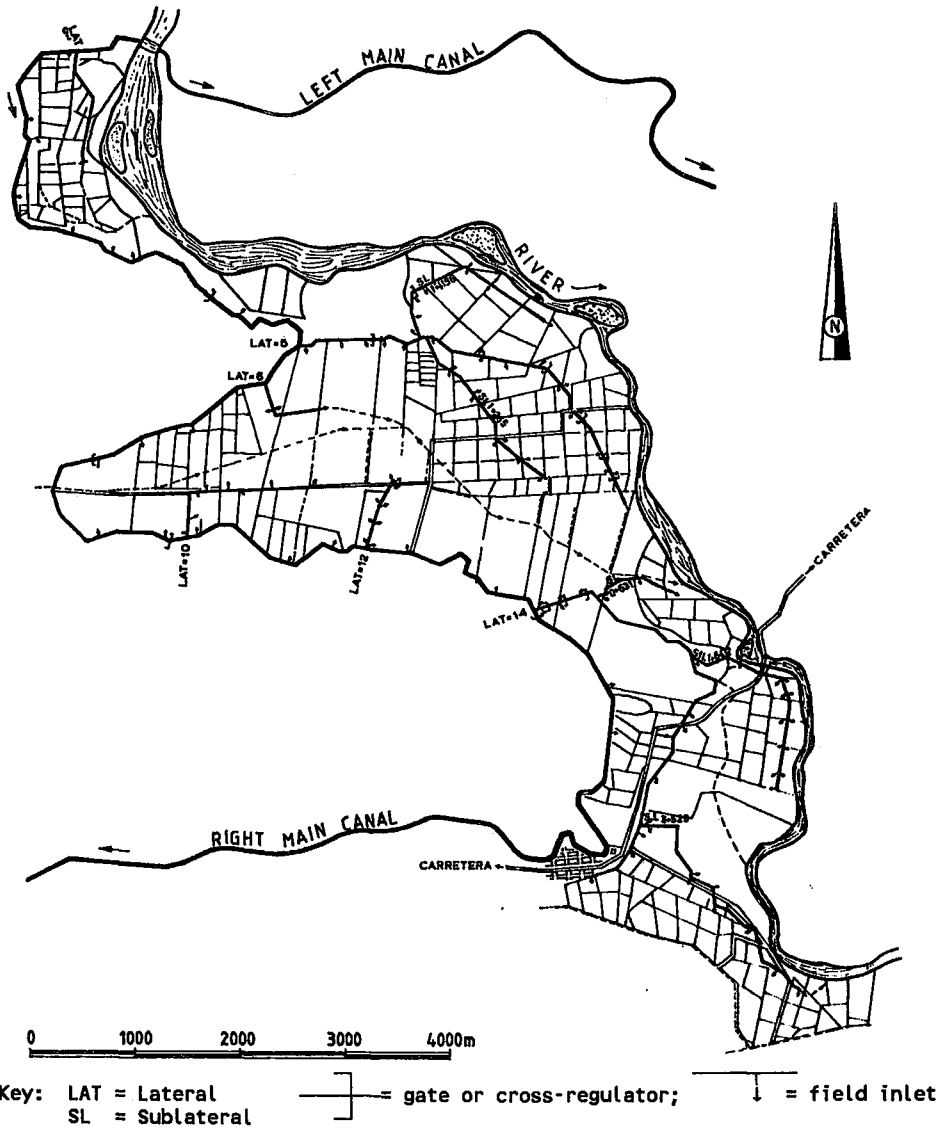 LEFT MAIN CANAL
RIVER
N
LAT=5
LAT=6
LAT=10
LAT=12
LAT=14
CARRETERA
RIGHT MAIN CANAL
CARRETERA
0 1000 2000 3000 4000m
Key: LAT = Lateral = gate or cross-regulator; = field inlet
SL = Sublateral